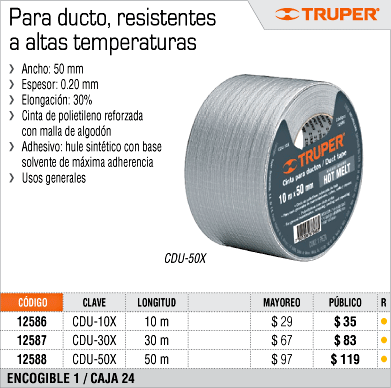 Para ducto, resistentes
a altas temperaturas
TRUPER®
❯ Ancho: 50 mm
❯ Espesor: 0.20 mm
❯ Elongación: 30%
❯ Cinta de polietileno reforzada
con malla de algodón
❯ Adhesivo: hule sintético con base
solvente de máxima adherencia
❯ Usos generales
TRUPER
Cinta para ductos / Duct tape
HOT MELT
10 m x 50 mm
CDU-50X
CÓDIGO CLAVE LONGITUD MAYOREO PÚBLICO R
12586 CDU-10X 10 m $ 29 $ 35 ●
12587 CDU-30X 30 m $ 67 $ 83 ●
12588 CDU-50X 50 m $ 97 $ 119 ●
ENCOGIBLE 1 / CAJA 24